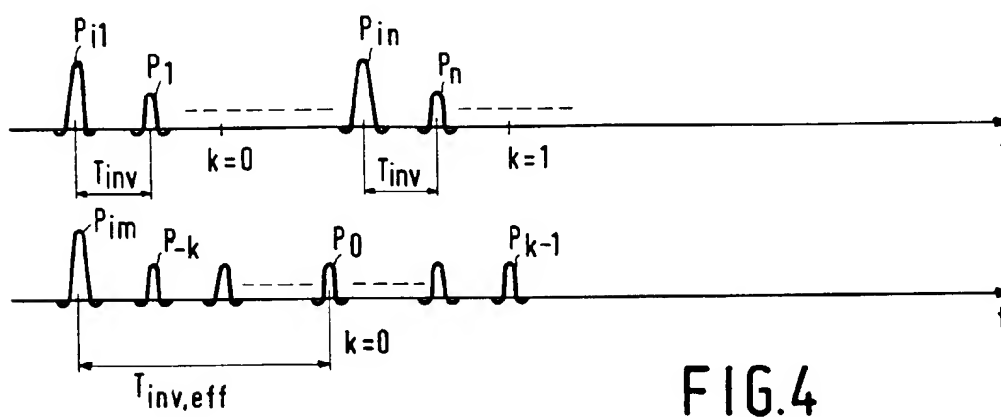 Pi1 P1 Pin Pn
k=0 k=1
Tinv Tinv
Pim P-k P0 Pk-1
t
k=0
Tinv,eff
FIG.4